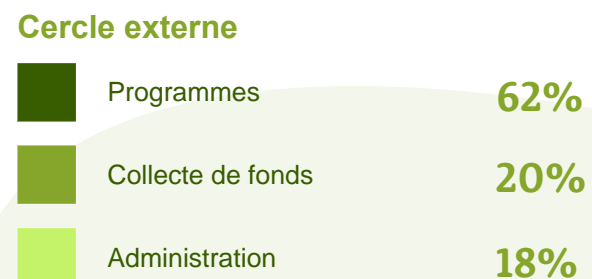 Cercle externe
Programmes 62%
Collecte de fonds 20%
Administration 18%